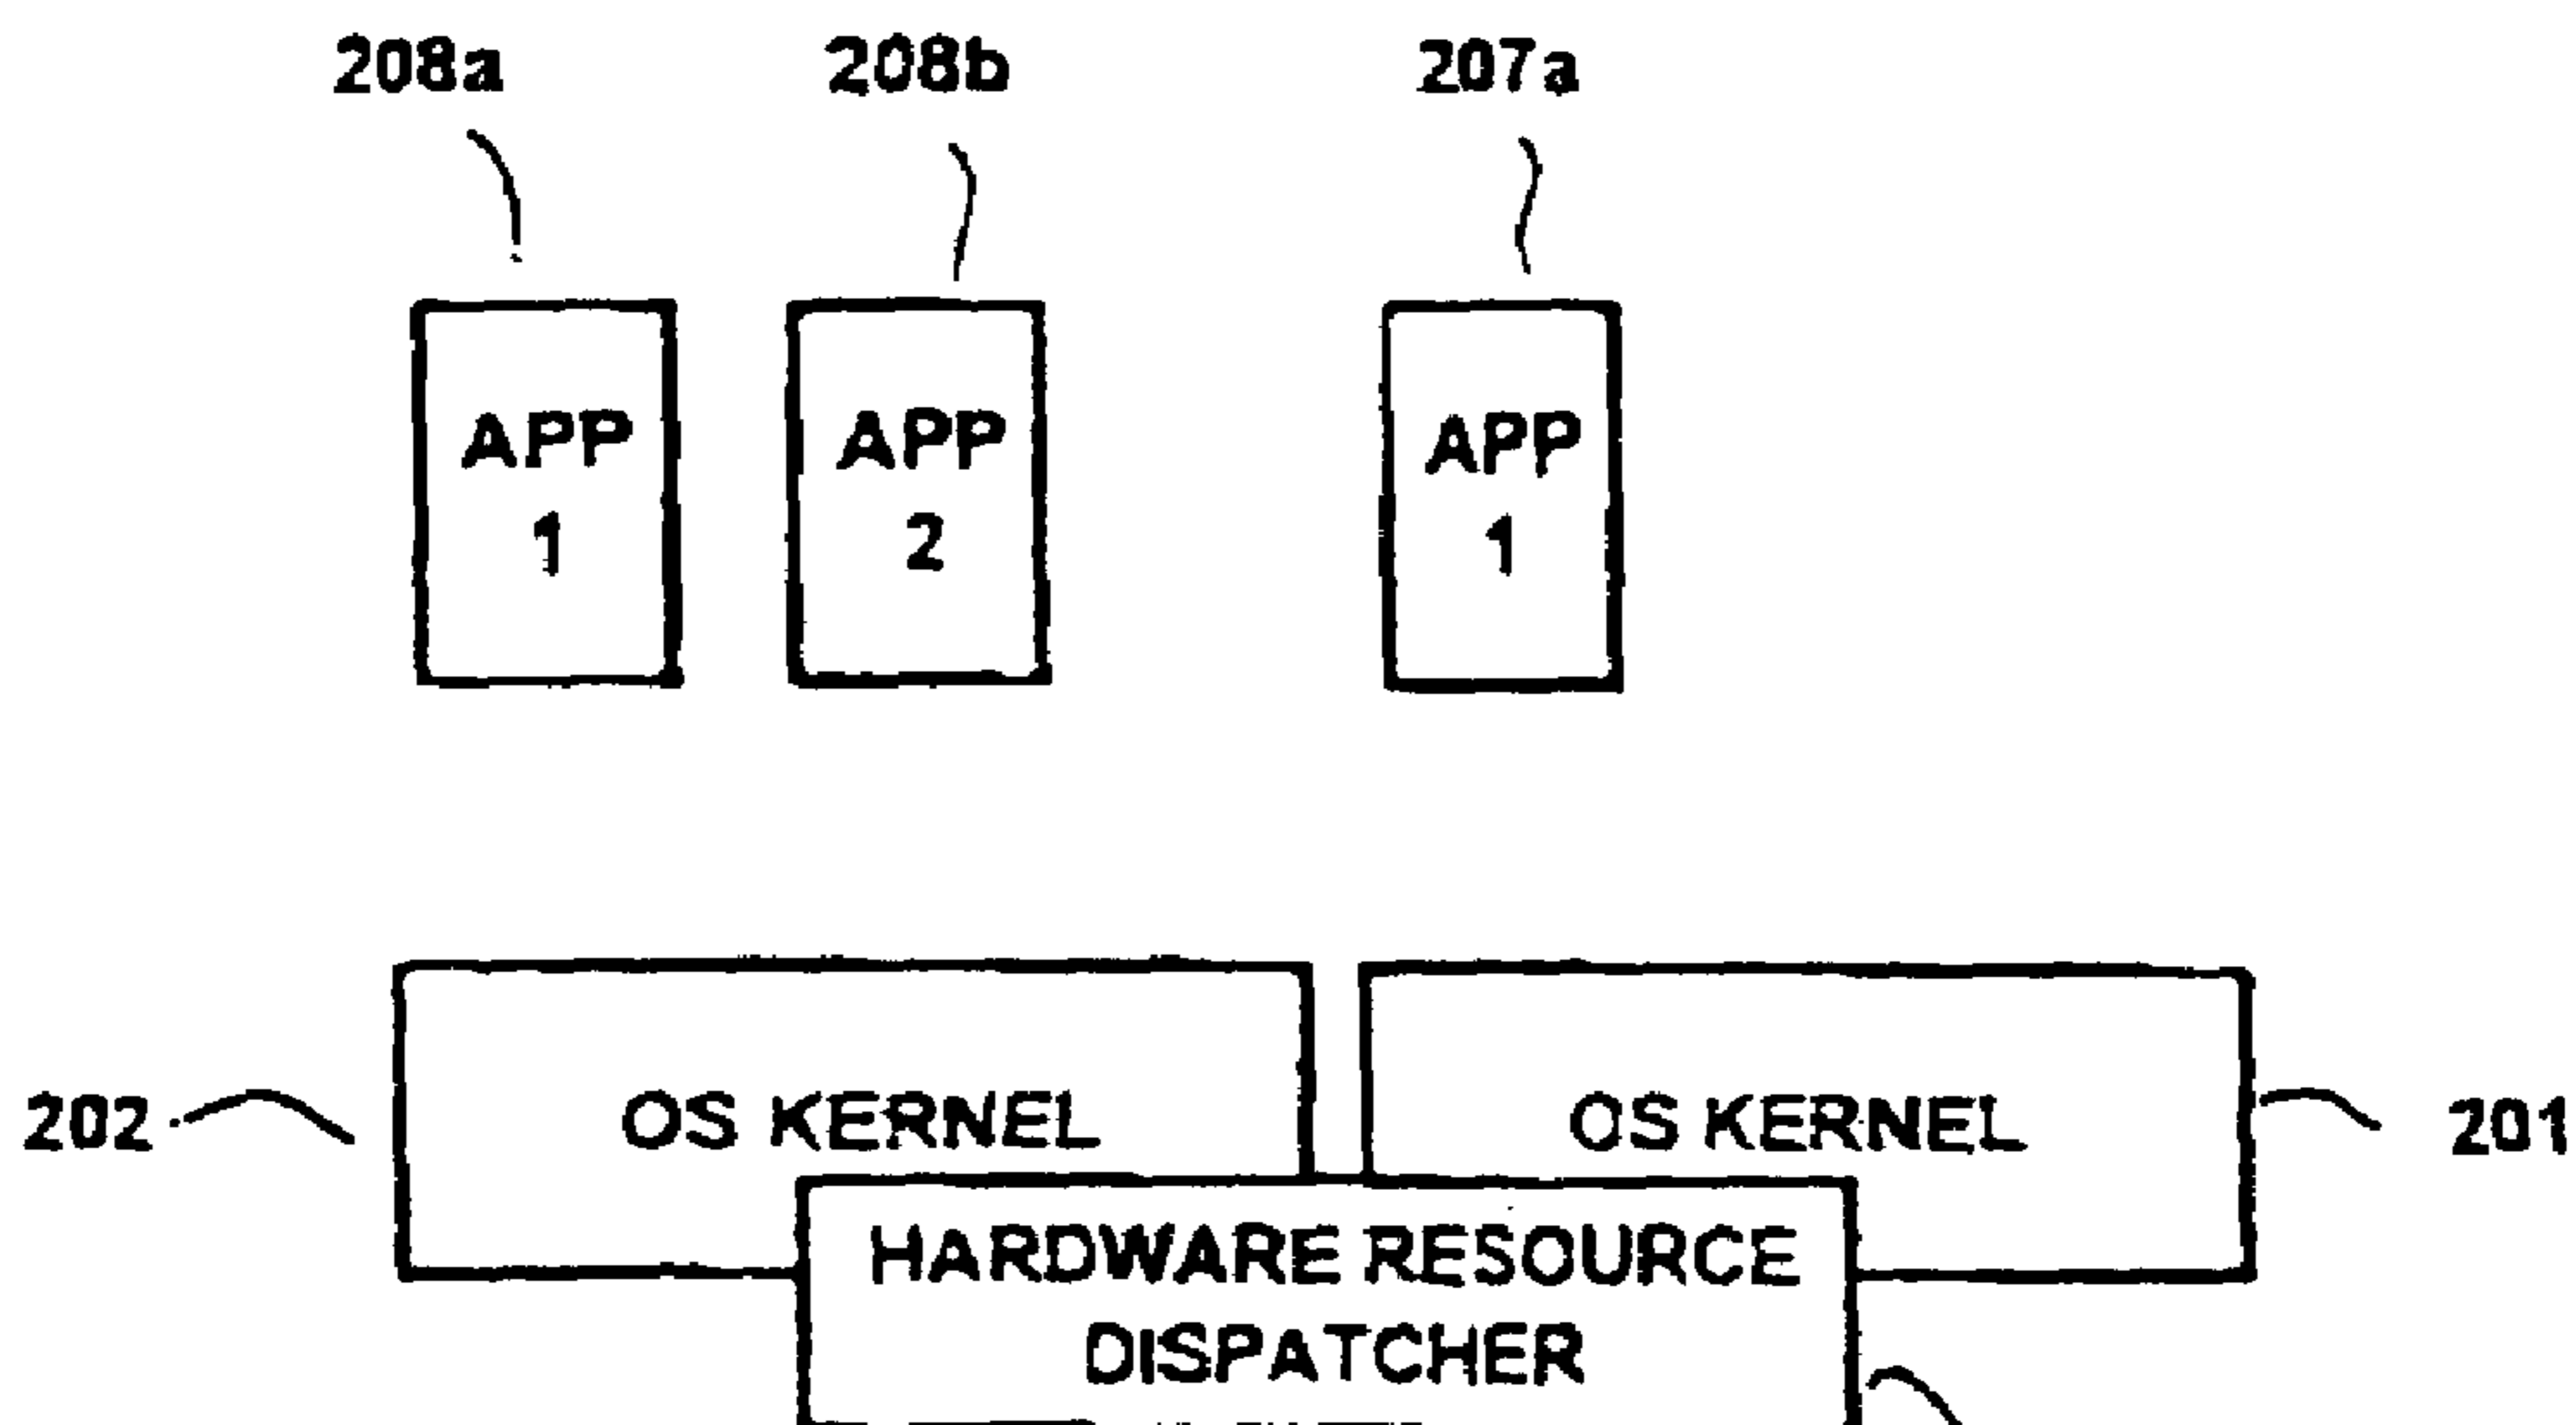 208a 208b 207a
APP
1
APP
2
APP
1
202 OS KERNEL OS KERNEL 201
HARDWARE RESOURCE
DISPATCHER